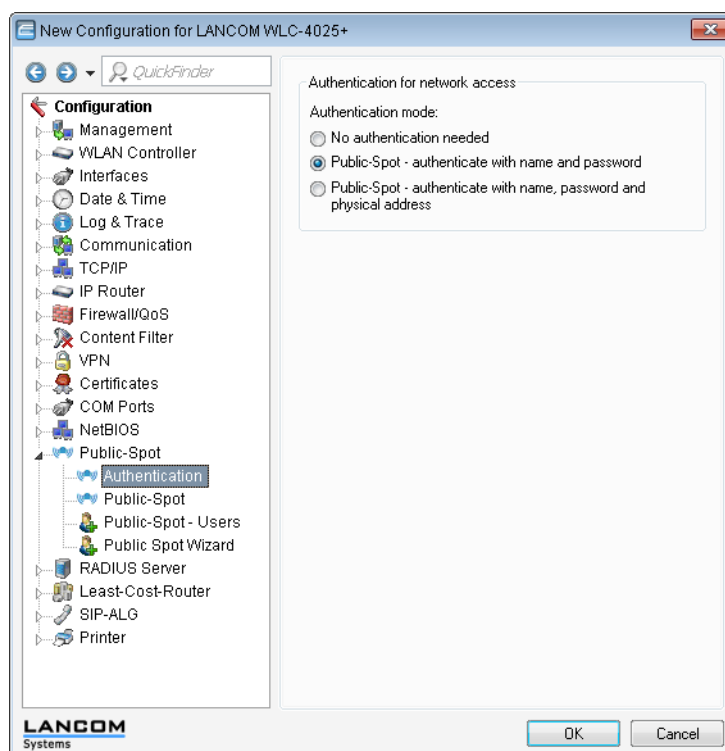 New Configuration for LANCOM WLC-4025+
QuickFinder
Configuration
Management
WLAN Controller
Interfaces
Date & Time
Log & Trace
Communication
TCP/IP
IP Router
Firewall/QoS
Content Filter
VPN
Certificates
COM Ports
NetBIOS
Public-Spot
Authentication
Public-Spot
Public-Spot - Users
Public Spot Wizard
RADIUS Server
Least-Cost-Router
SIP-ALG
Printer
Authentication for network access
Authentication mode:
No authentication needed
Public-Spot - authenticate with name and password
Public-Spot - authenticate with name, password and
physical address
LANCOM
Systems
OK
Cancel